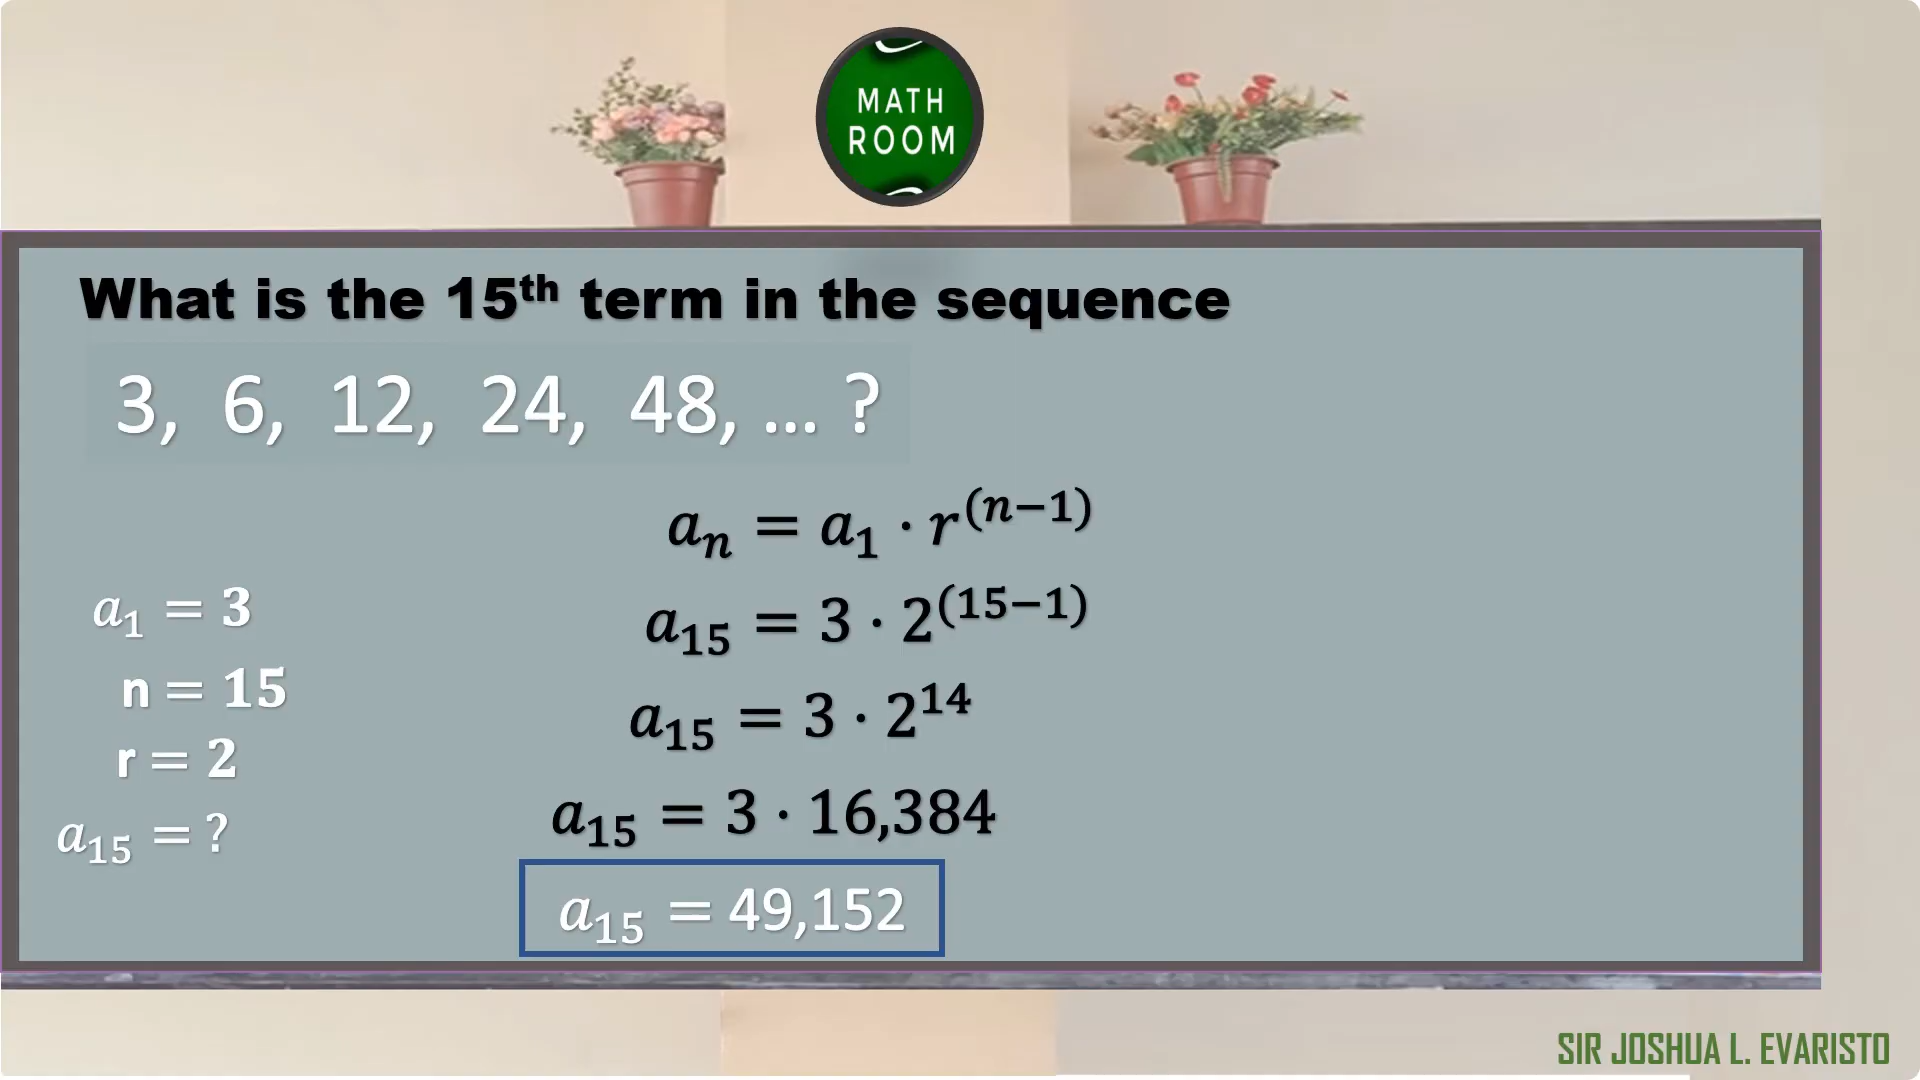 MATH
ROOM
What is the 15th term in the sequence
3, 6, 12, 24, 48, ... ?
aₙ = a₁ · r⁽ⁿ⁻¹⁾
a₁₅ = 3 · 2⁽¹⁵⁻¹⁾
a₁₅ = 3 · 2¹⁴
a₁₅ = 3 · 16,384
a₁₅ = 49,152
a₁ = 3
n = 15
r = 2
a₁₅ = ?
SIR JOSHUA L. EVARISTO